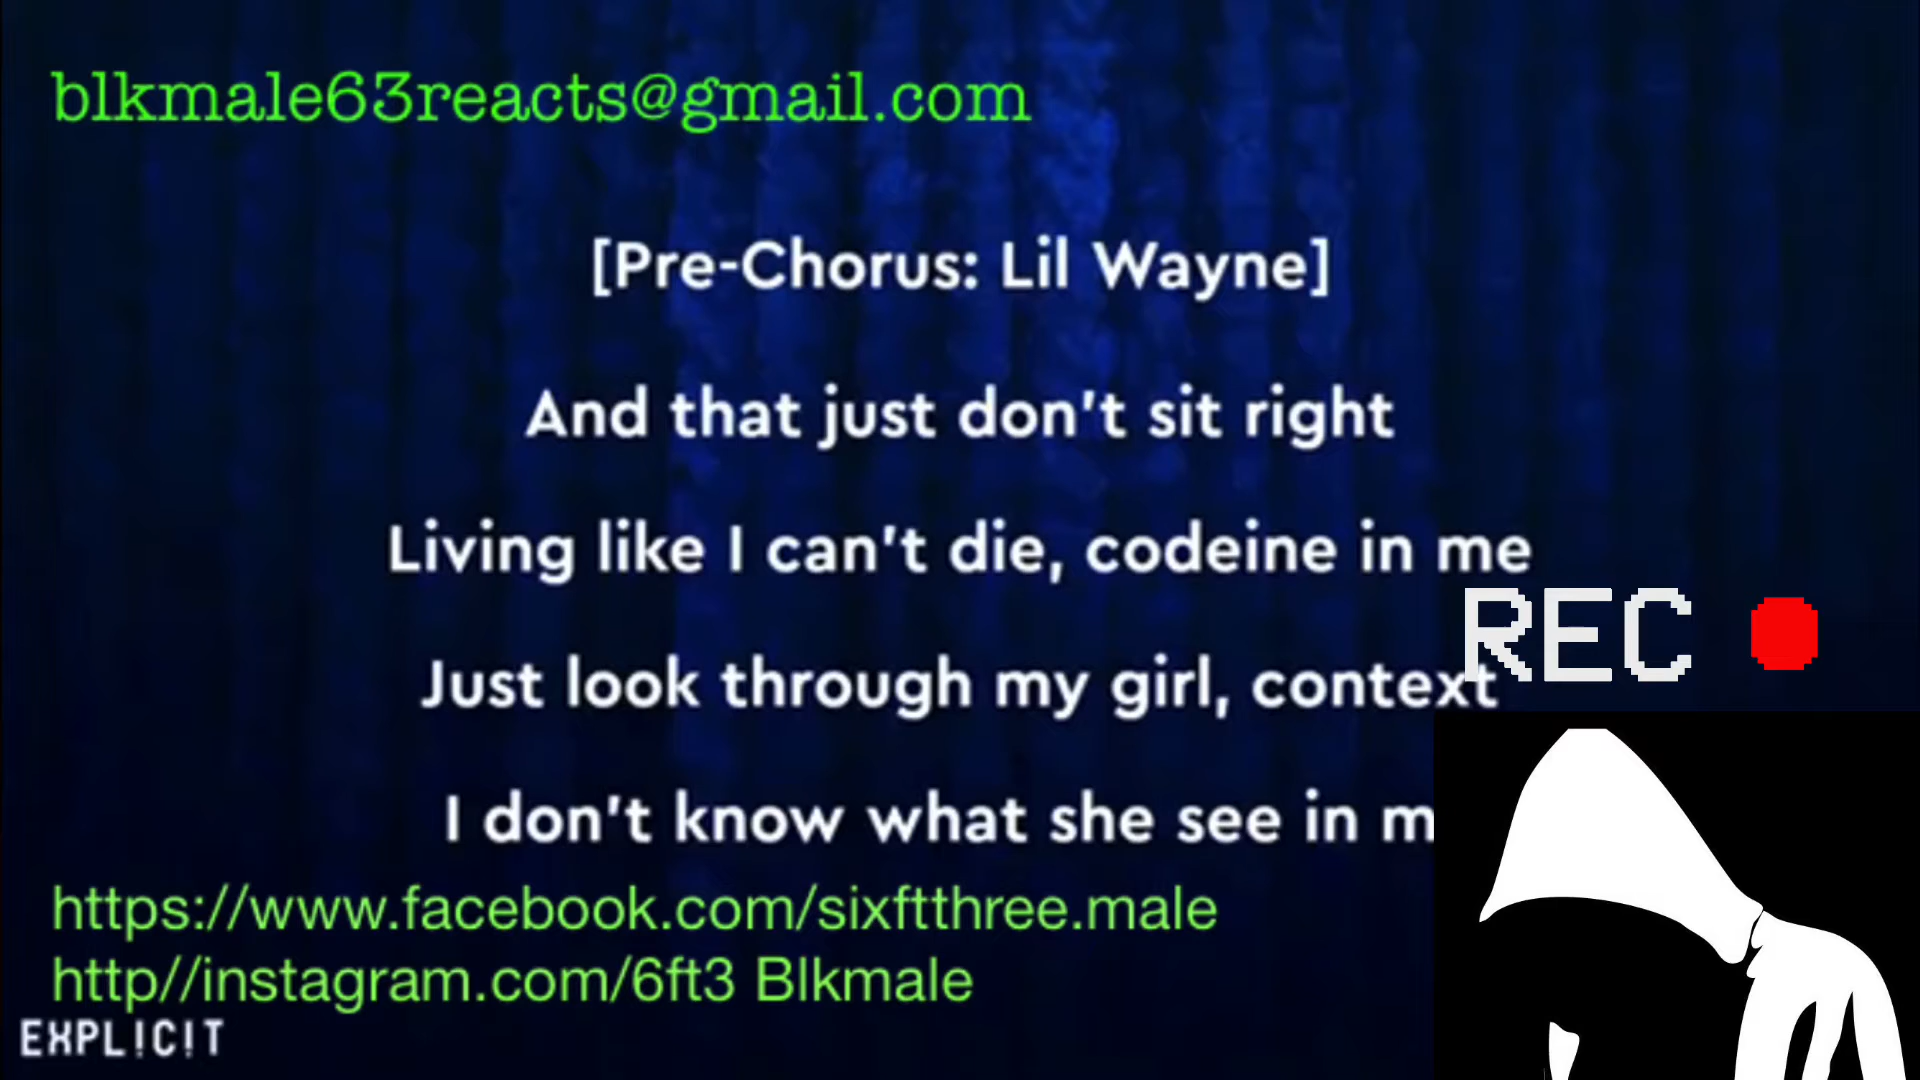 blkmale63reacts@gmail.com
[Pre-Chorus: Lil Wayne]
And that just don't sit right
Living like I can't die, codeine in me
REC
Just look through my girl, context
I don't know what she see in m
https://www.facebook.com/sixftthree.male
http//instagram.com/6ft3 Blkmale
EXPL!C!T